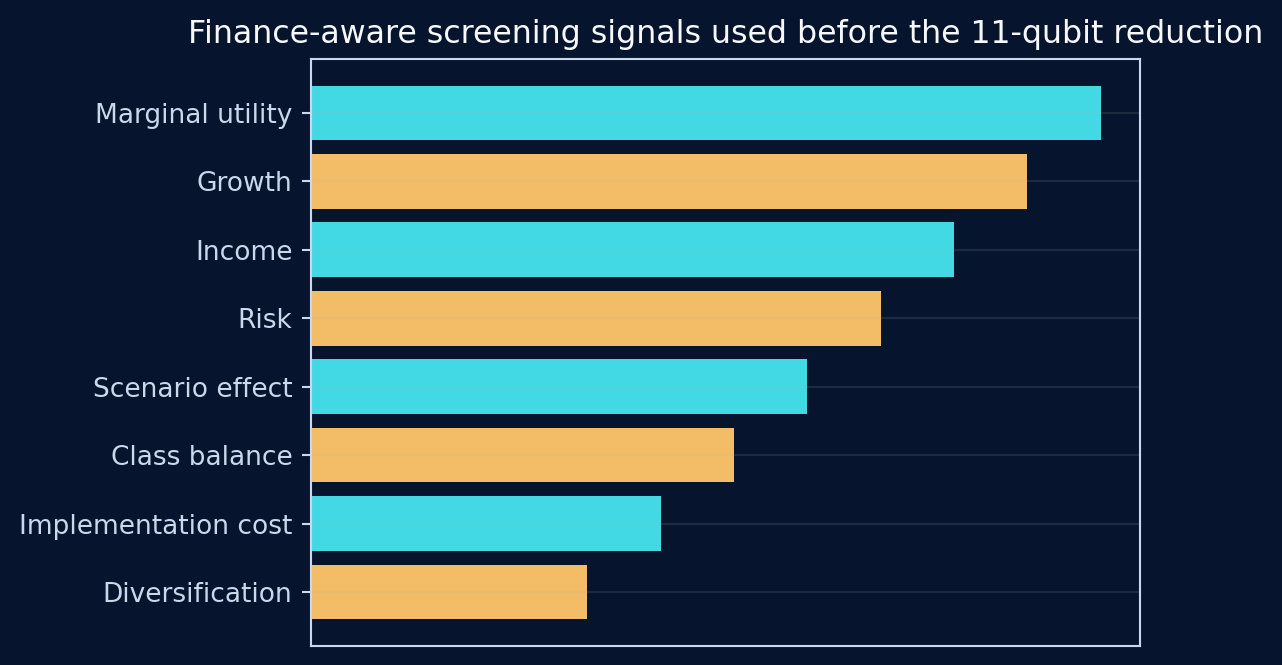 Finance-aware screening signals used before the 11-qubit reduction
Marginal utility
Growth
Income
Risk
Scenario effect
Class balance
Implementation cost
Diversification